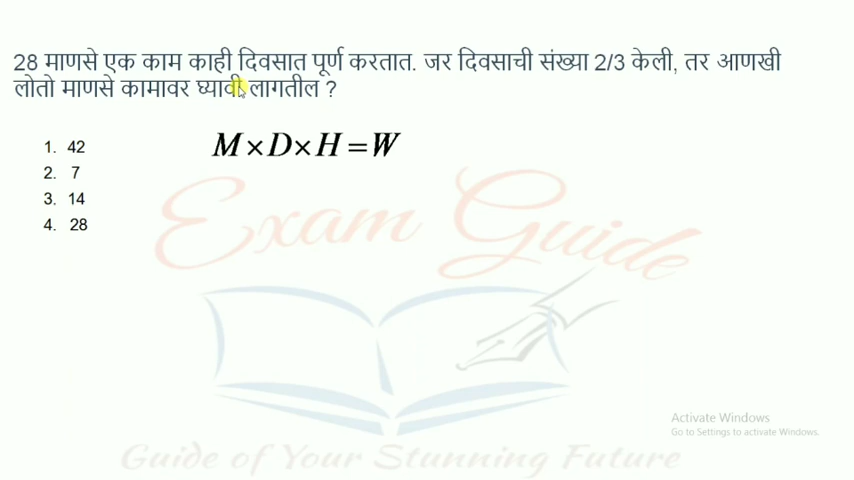 28 माणसे एक काम काही दिवसात पूर्ण करतात. जर दिवसाची संख्या 2/3 केली, तर आणखी
लोतो माणसे कामावर घ्यावी लागतील ?
1. 42
M×D×H=W
2. 7
3. 14
4. 28
Exam Guide
Activate Windows
Go to Settings to activate Windows.
Guide of Your Stunning Future